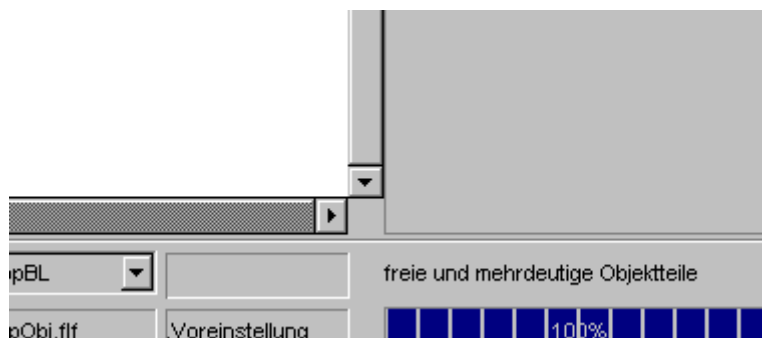 pBL
freie und mehrdeutige Objektteile
pObj.flf
.Voreinstellung
100%